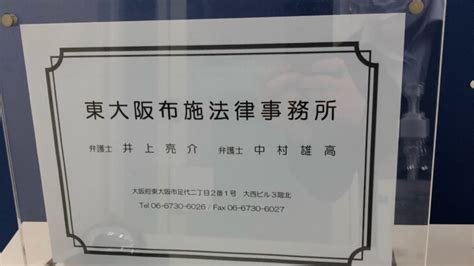 東大阪布施法律事務所
弁護士 井上亮介 弁護士 中村雄高
大阪府東大阪市足代二丁目2番1号 大西ビル3階北
Tel 06-6730-6026 / Fax 06-6730-6027